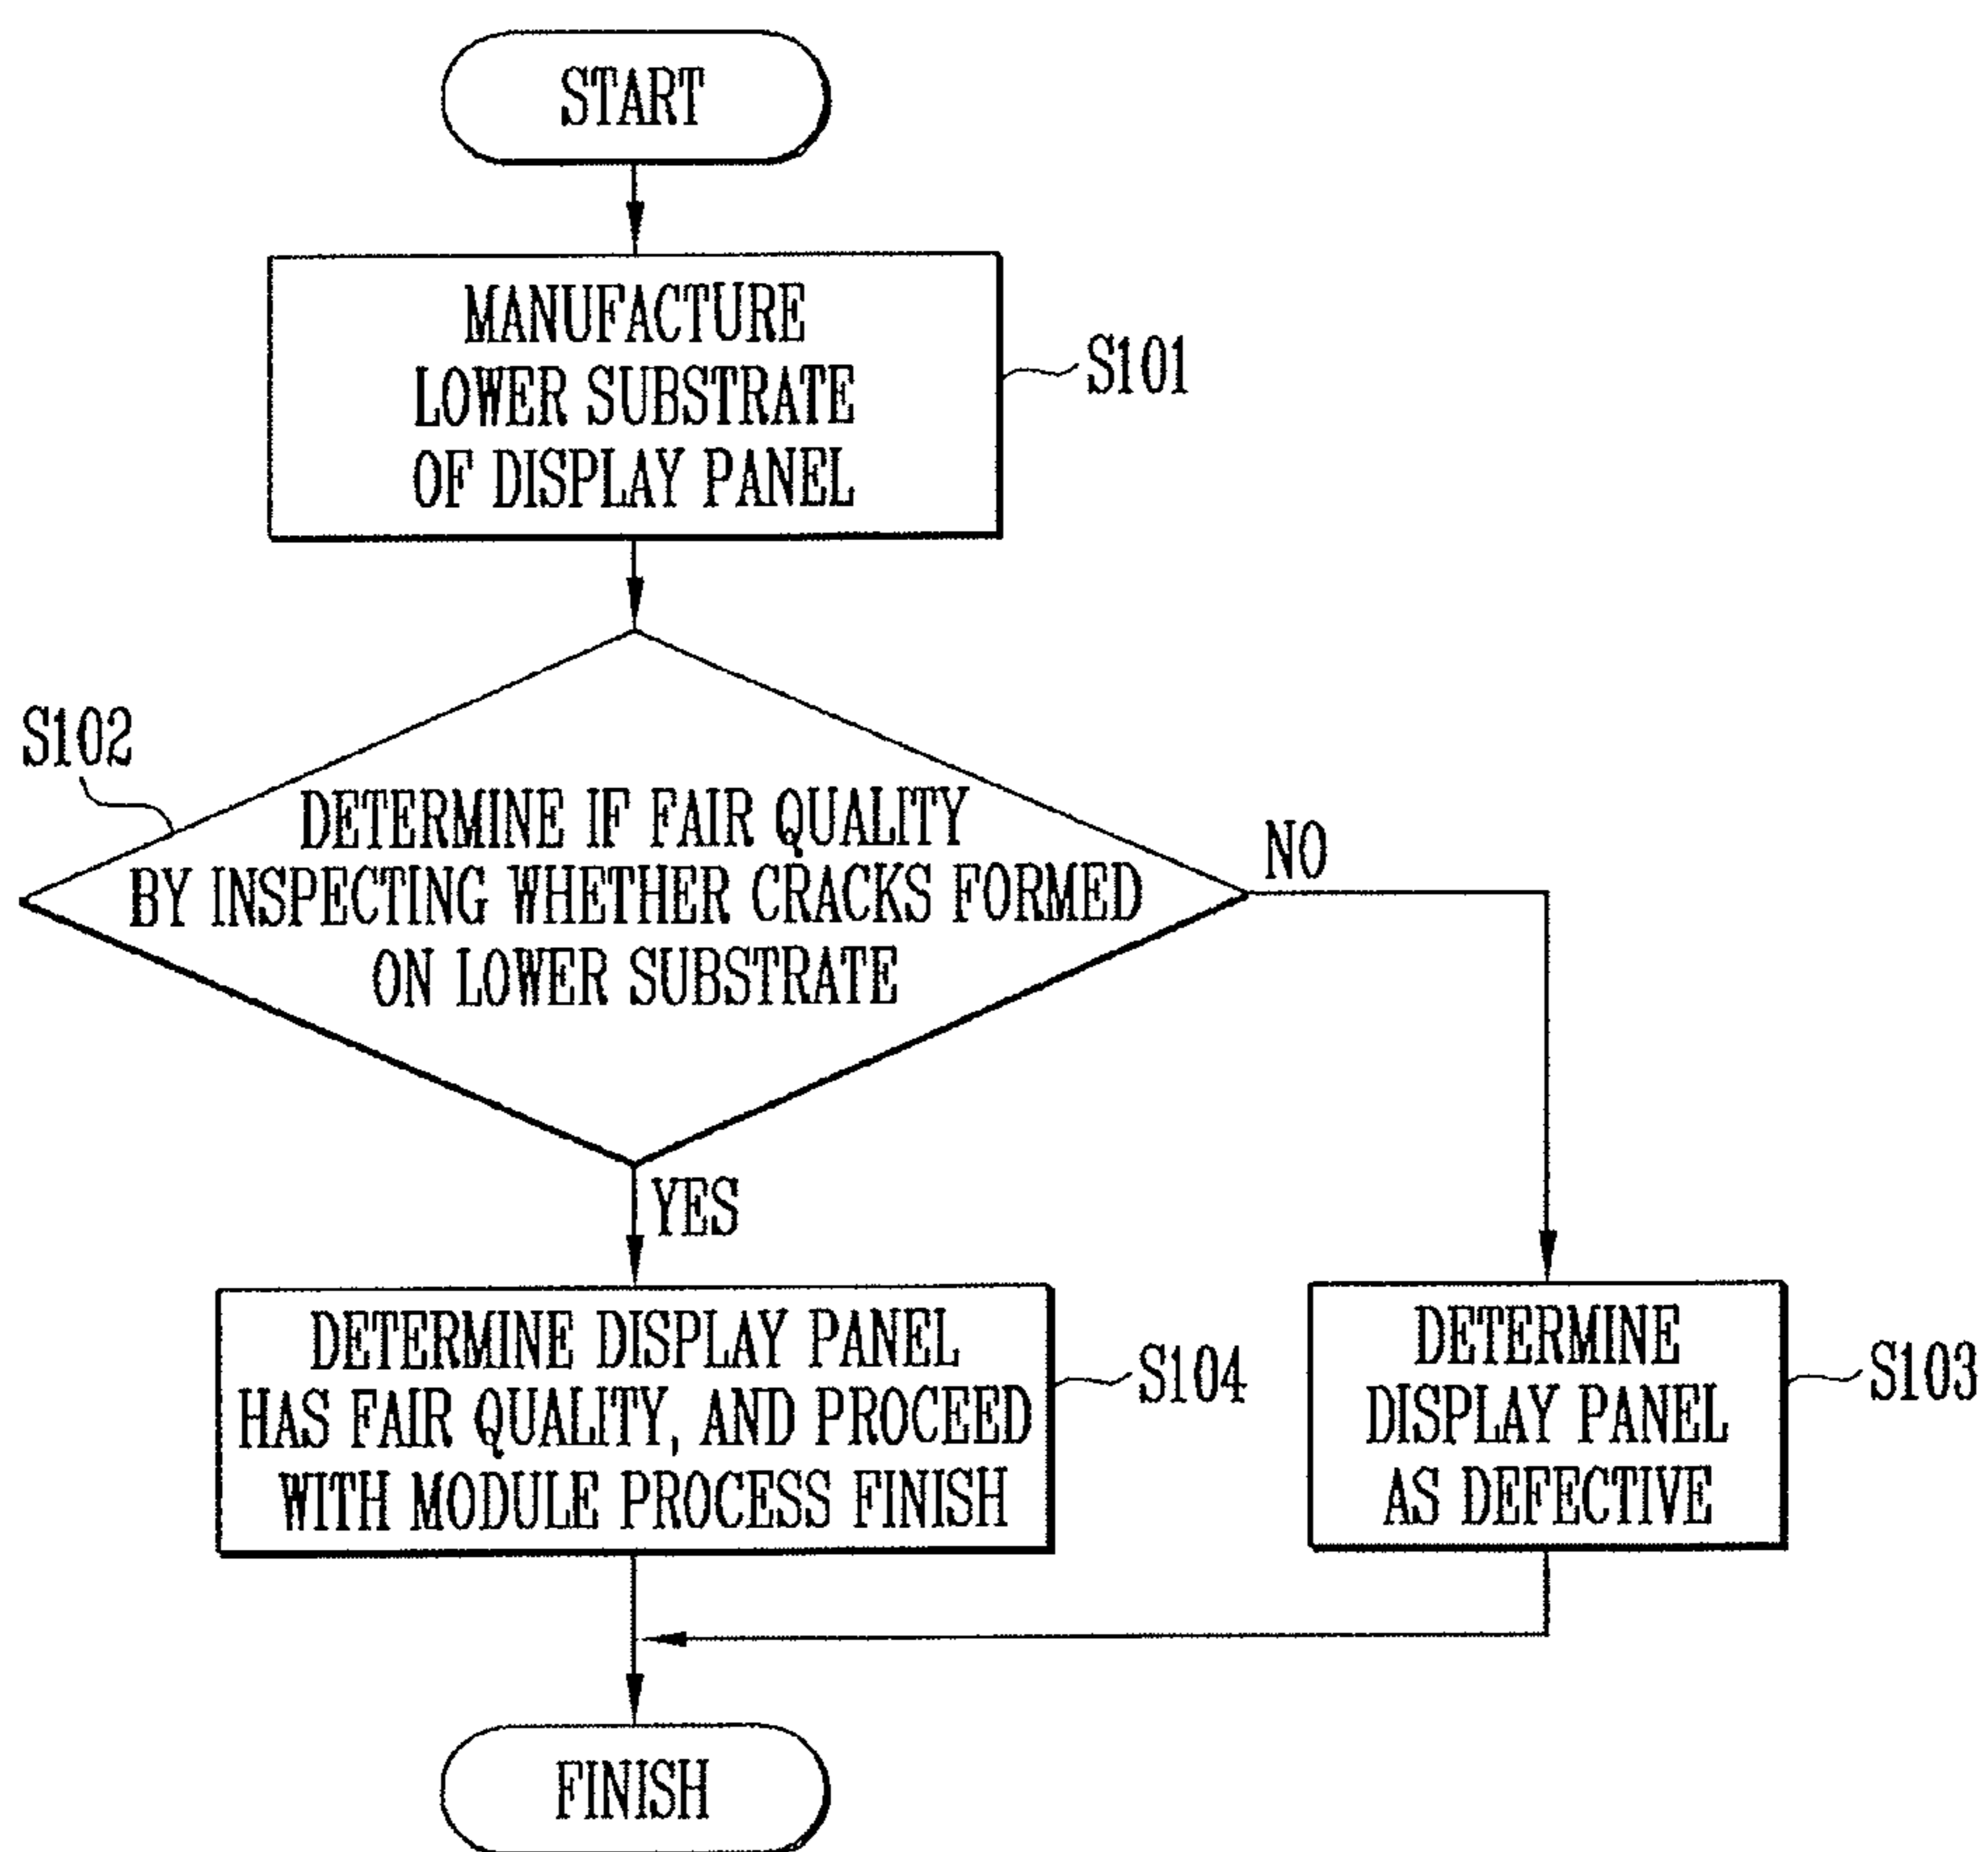 START
MANUFACTURE
LOWER SUBSTRATE
OF DISPLAY PANEL
S101
S102
DETERMINE IF FAIR QUALITY
BY INSPECTING WHETHER CRACKS FORMED
ON LOWER SUBSTRATE
NO
YES
DETERMINE DISPLAY PANEL
HAS FAIR QUALITY, AND PROCEED
WITH MODULE PROCESS FINISH
S104
DETERMINE
DISPLAY PANEL
AS DEFECTIVE
S103
FINISH